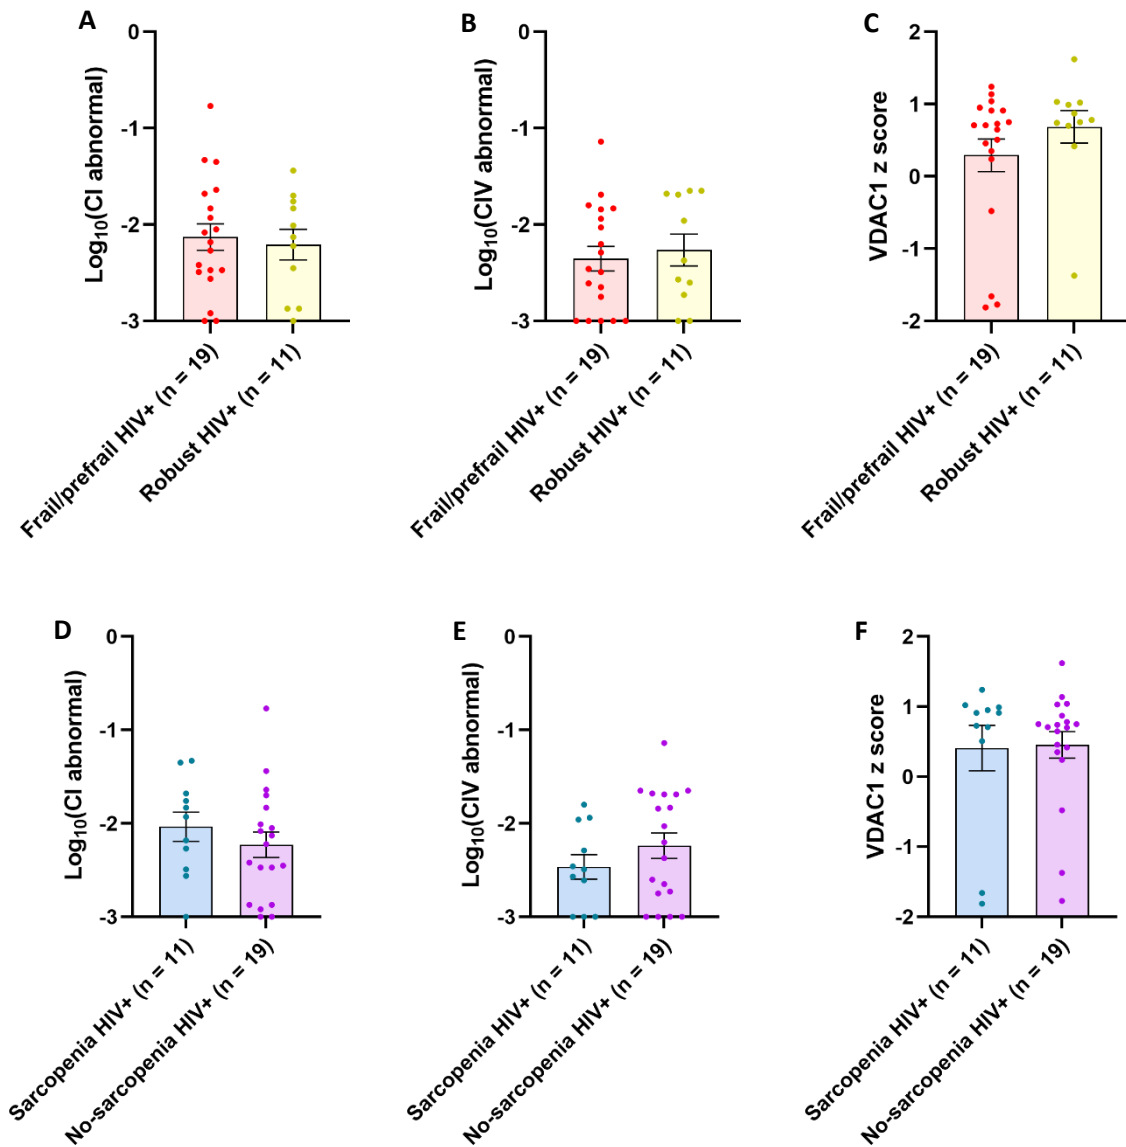 A
Log10(CI abnormal)
0
-1
-2
-3
Frail/prefrail HIV+ (n = 19)
Robust HIV+ (n = 11)
B
Log10(CIV abnormal)
0
-1
-2
-3
Frail/prefrail HIV+ (n = 19)
Robust HIV+ (n = 11)
C
VDAC1 z score
2
1
0
-1
-2
Frail/prefrail HIV+ (n = 19)
Robust HIV+ (n = 11)
D
Log10(CI abnormal)
0
-1
-2
-3
Sarcopenia HIV+ (n = 11)
No-sarcopenia HIV+ (n = 19)
E
Log10(CIV abnormal)
0
-1
-2
-3
Sarcopenia HIV+ (n = 11)
No-sarcopenia HIV+ (n = 19)
F
VDAC1 z score
2
1
0
-1
-2
Sarcopenia HIV+ (n = 11)
No-sarcopenia HIV+ (n = 19)